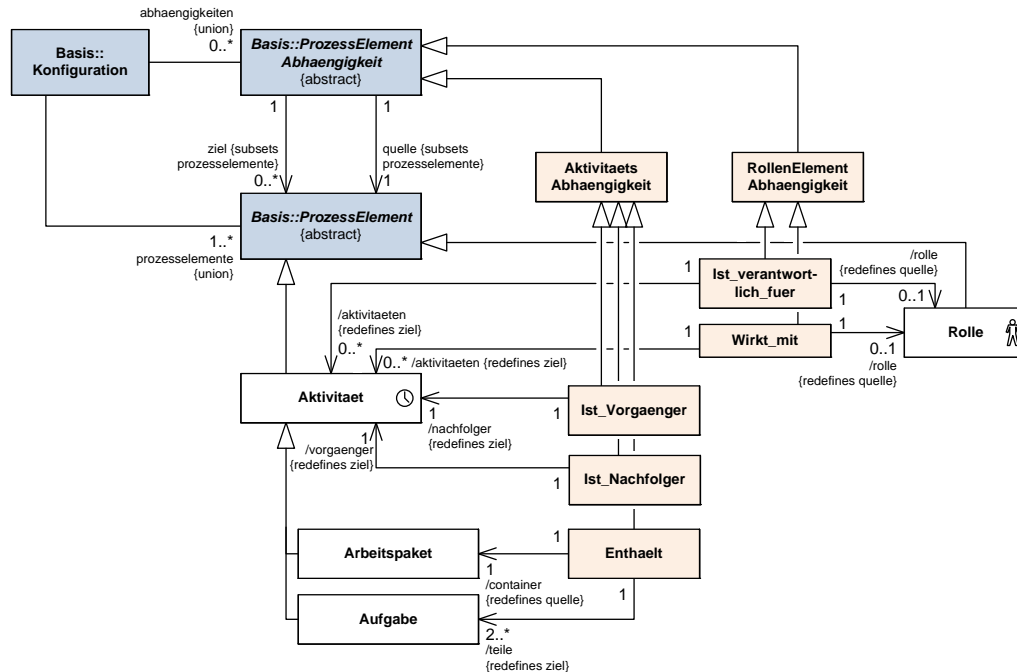 abhaengigkeiten
{union}
0..*
Basis::
Konfiguration
Basis::ProzessElement
Abhaengigkeit
{abstract}
1
1
ziel {subsets
prozesselemente}
0..*
quelle {subsets
prozesselemente}
1
Aktivitaets
Abhaengigkeit
RollenElement
Abhaengigkeit
Basis::ProzessElement
{abstract}
1..*
prozesselemente
{union}
1
Ist_verantwort-
lich_fuer
/rolle
{redefines quelle}
1
0..1
/aktivitaeten
{redefines ziel}
0..*
1
Wirkt_mit
1
Rolle
0..1
/rolle
{redefines quelle}
0..* /aktivitaeten {redefines ziel}
Aktivitaet
1
/nachfolger
{redefines ziel}
1
Ist_Vorgaenger
1
/vorgaenger
{redefines ziel}
1
Ist_Nachfolger
Arbeitspaket
1
Enthaelt
1
/container
{redefines quelle}
1
Aufgabe
2..*
/teile
{redefines ziel}